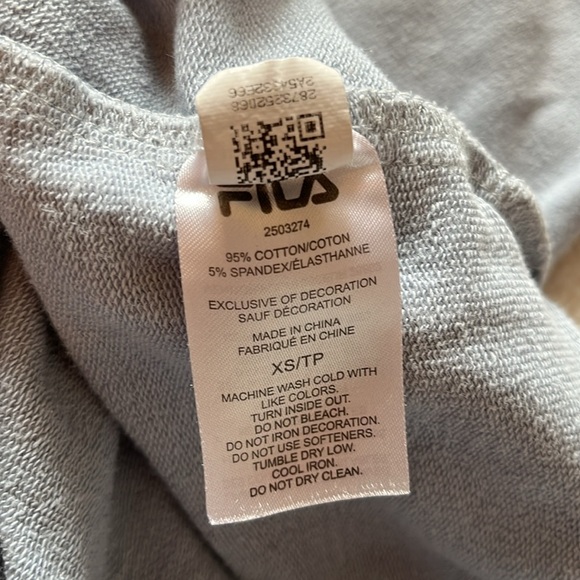 FILA
2503274
95% COTTON/COTON
5% SPANDEX/ÉLASTHANNE
EXCLUSIVE OF DECORATION
SAUF DÉCORATION
MADE IN CHINA
FABRIQUÉ EN CHINE
XS/TP
MACHINE WASH COLD WITH
LIKE COLORS.
TURN INSIDE OUT.
DO NOT BLEACH.
DO NOT IRON DECORATION.
DO NOT USE SOFTENERS.
TUMBLE DRY LOW.
COOL IRON.
DO NOT DRY CLEAN.